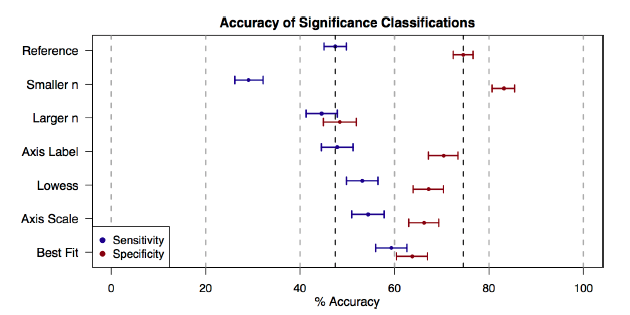 Accuracy of Significance Classifications
Reference
Smaller n
Larger n
Axis Label
Lowess
Axis Scale
Best Fit
Sensitivity
Specificity
0 20 40 60 80 100
% Accuracy